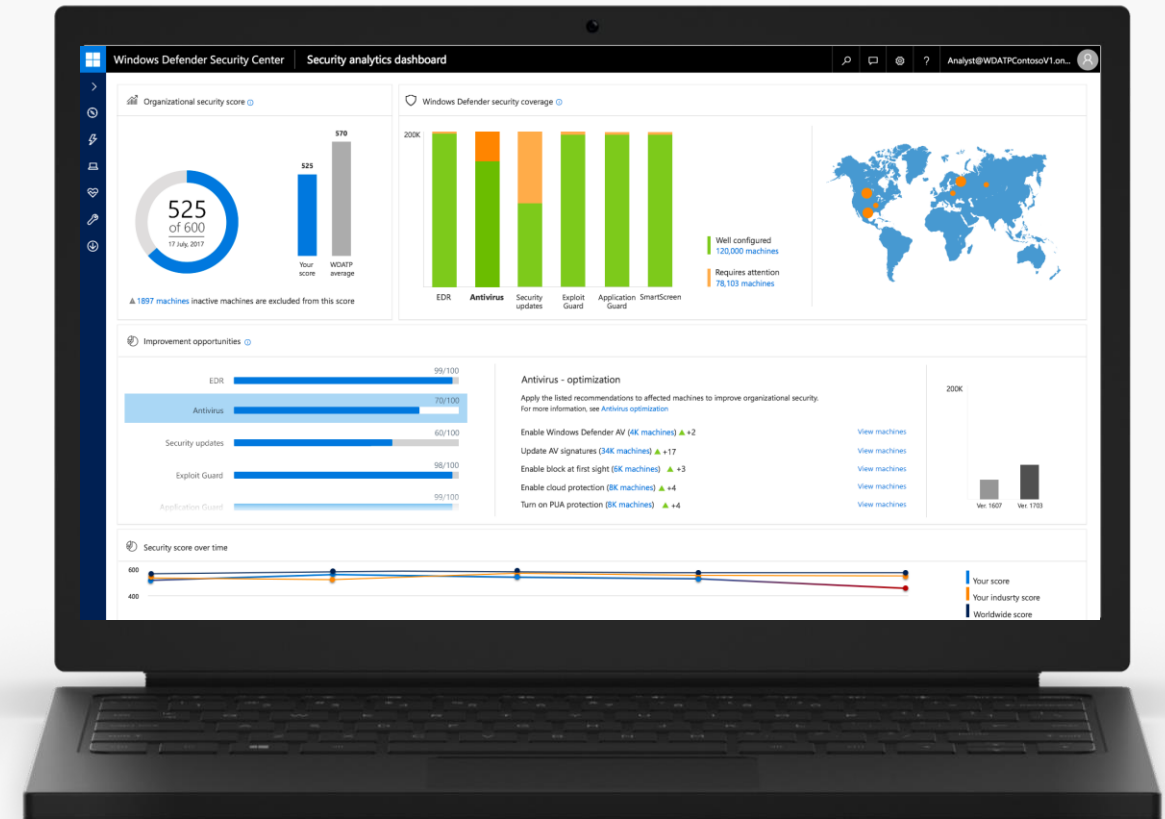 Windows Defender Security Center
Security analytics dashboard
?
Analyst@WDATPContosoV1.on...
Organizational security score
525
of 600
17 July, 2017
525
570
Your
score
WDATP
average
1897 machines inactive machines are excluded from this score
Windows Defender security coverage
200K
EDR
Antivirus
Security
updates
Exploit
Guard
Application
Guard
SmartScreen
Well configured
120,000 machines
Requires attention
78,103 machines
Improvement opportunities
EDR
99/100
Antivirus
70/100
Security updates
60/100
Exploit Guard
98/100
Application Guard
99/100
Antivirus - optimization
Apply the listed recommendations to affected machines to improve organizational security.
For more information, see Antivirus optimization
Enable Windows Defender AV (4K machines) ▲ +2 View machines
Update AV signatures (34K machines) ▲ +17 View machines
Enable block at first sight (6K machines) ▲ +3 View machines
Enable cloud protection (8K machines) ▲ +4 View machines
Turn on PUA protection (8K machines) ▲ +4 View machines
200K
Ver. 1607
Ver. 1703
Security score over time
600
400
Your score
Your indusrty score
Worldwide score